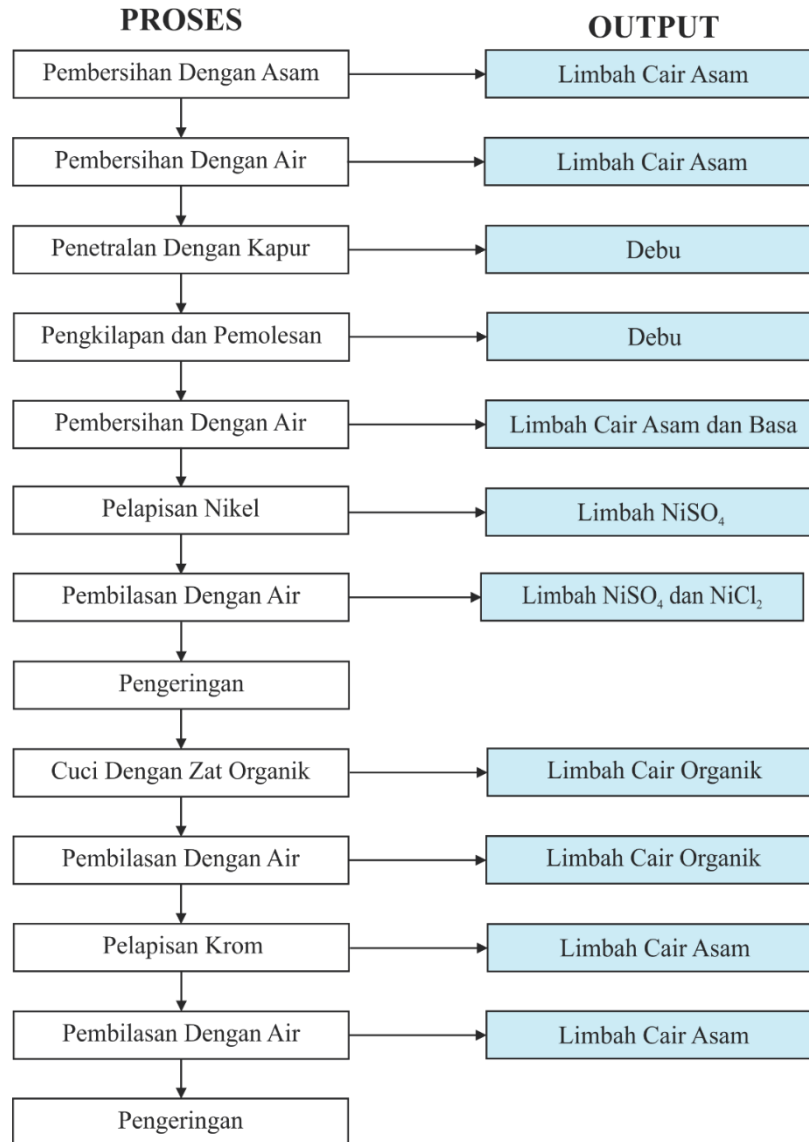 PROSES
OUTPUT
Pembersihan Dengan Asam
Limbah Cair Asam
Pembersihan Dengan Air
Limbah Cair Asam
Penetralan Dengan Kapur
Debu
Pengkilapan dan Pemolesan
Debu
Pembersihan Dengan Air
Limbah Cair Asam dan Basa
Pelapisan Nikel
Limbah NiSO₄
Pembilasan Dengan Air
Limbah NiSO₄ dan NiCl₂
Pengeringan
Cuci Dengan Zat Organik
Limbah Cair Organik
Pembilasan Dengan Air
Limbah Cair Organik
Pelapisan Krom
Limbah Cair Asam
Pembilasan Dengan Air
Limbah Cair Asam
Pengeringan